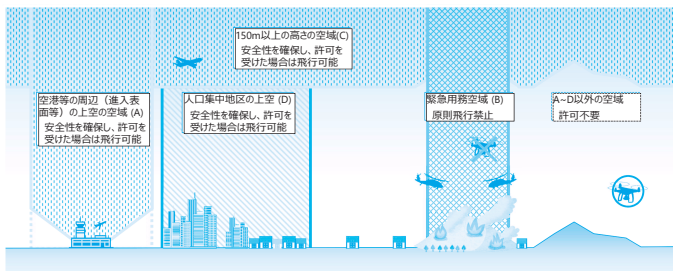 150m以上の高さの空域(C)
安全性を確保し、許可を
受けた場合は飛行可能
空港等の周辺（進入表
面等）の上空の空域 (A)
安全性を確保し、許可を
受けた場合は飛行可能
人口集中地区の上空 (D)
安全性を確保し、許可を
受けた場合は飛行可能
緊急用務空域 (B)
原則飛行禁止
A~D以外の空域
許可不要